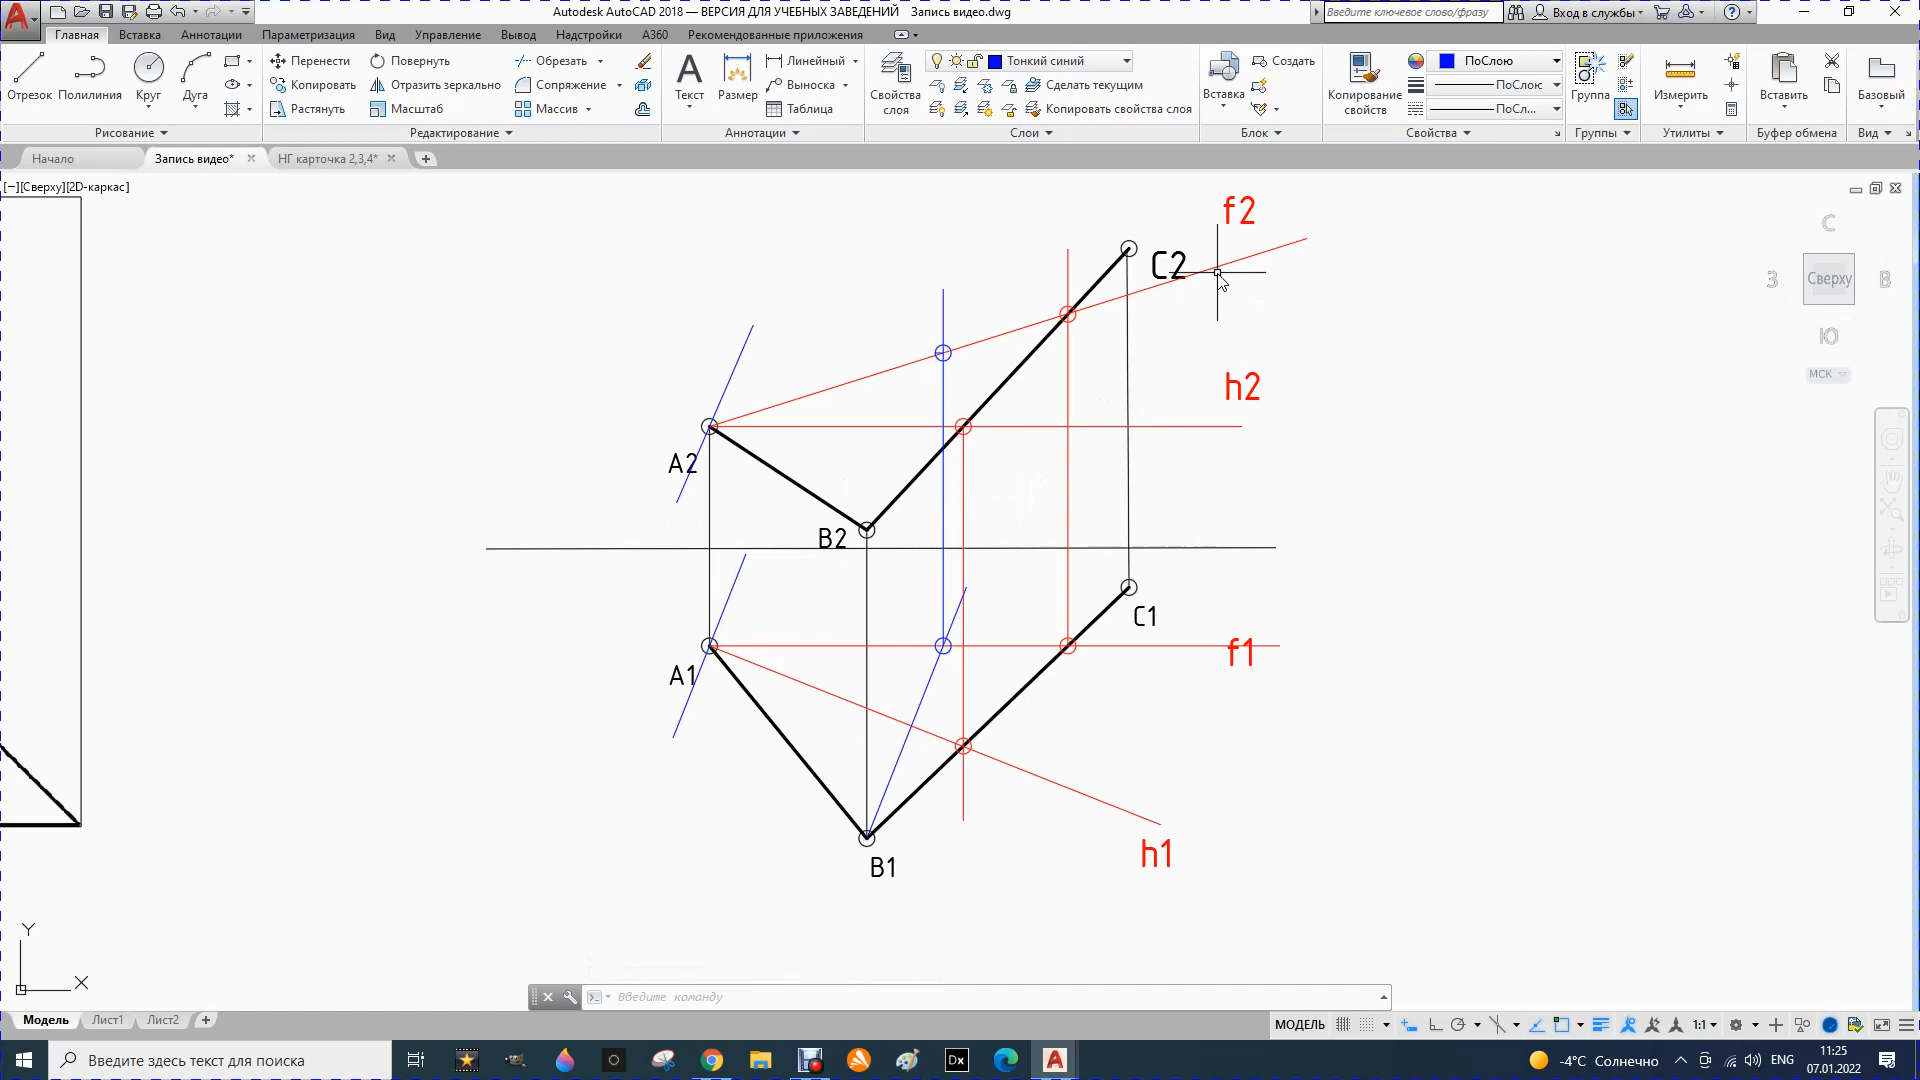 Autodesk AutoCAD 2018 — ВЕРСИЯ ДЛЯ УЧЕБНЫХ ЗАВЕДЕНИЙ Запись видео.dwg
Введите ключевое слово/фразу
Вход в службы
Главная Вставка Аннотации Параметризация Вид Управление Вывод Надстройки A360 Рекомендованные приложения
Отрезок Полилиния Круг Дуга
Рисование
Перенести Повернуть Обрезать
Копировать Отразить зеркально Сопряжение
Растянуть Масштаб Массив
Редактирование
Текст Размер
Линейный
Выноска
Таблица
Аннотации
Свойства слоя
Тонкий синий
Сделать текущим
Копировать свойства слоя
Слои
Вставка
Создать
Блок
Копирование свойств
ПоСлою
ПоСлою
ПоСл...
Свойства
Группа
Группы
Измерить
Утилиты
Вставить
Буфер обмена
Базовый
Вид
Начало Запись видео* НГ карточка 2,3,4*
[−][Сверху][2D-каркас]
С
З Сверху В
Ю
МСК
f2
C2
h2
A2
B2
C1
f1
A1
h1
B1
Y
X
Введите команду
Модель Лист1 Лист2
МОДЕЛЬ 1:1
Введите здесь текст для поиска
Dx
-4°C Солнечно
ENG
11:25
07.01.2022